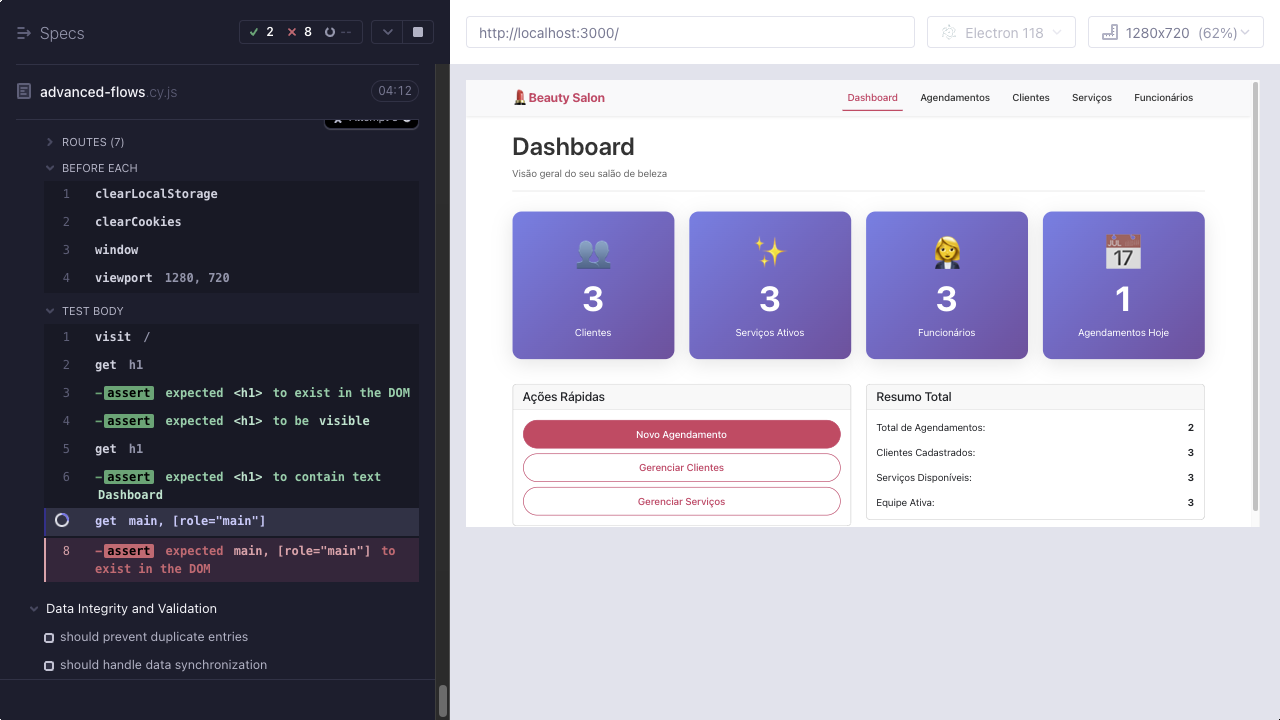 Specs
2
8
--
advanced-flows.cy.js
04:12
ROUTES (7)
BEFORE EACH
1 clearLocalStorage
2 clearCookies
3 window
4 viewport 1280, 720
TEST BODY
1 visit /
2 get h1
3 -assert expected <h1> to exist in the DOM
4 -assert expected <h1> to be visible
5 get h1
6 -assert expected <h1> to contain text
Dashboard
get main, [role="main"]
8 -assert expected main, [role="main"] to
exist in the DOM
Data Integrity and Validation
should prevent duplicate entries
should handle data synchronization
http://localhost:3000/
Electron 118
1280x720 (62%)
Beauty Salon
Dashboard
Agendamentos
Clientes
Serviços
Funcionários
Dashboard
Visão geral do seu salão de beleza
3
Clientes
3
Serviços Ativos
3
Funcionários
JUL
17
1
Agendamentos Hoje
Ações Rápidas
Novo Agendamento
Gerenciar Clientes
Gerenciar Serviços
Resumo Total
Total de Agendamentos: 2
Clientes Cadastrados: 3
Serviços Disponíveis: 3
Equipe Ativa: 3